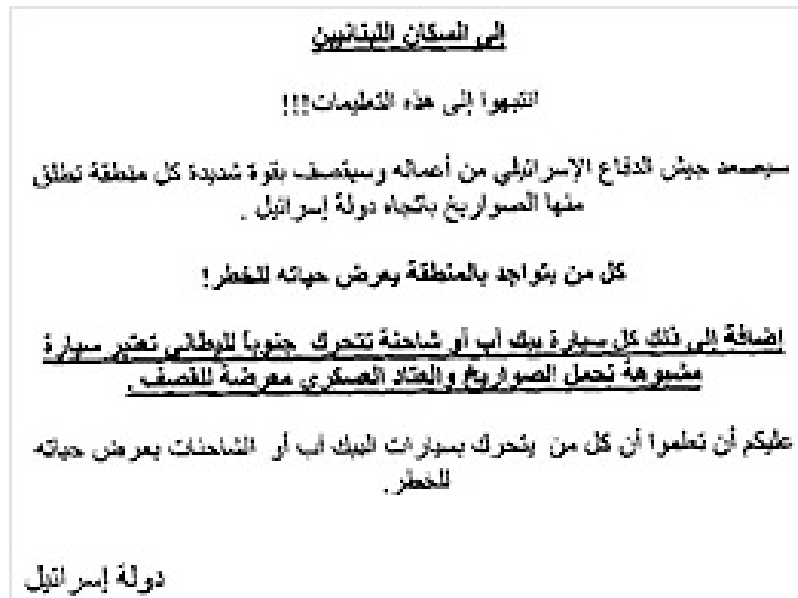 إلى السكان اللبنانيين
انتبهوا إلى هذه التعليمات!!!
سيصعد جيش الدفاع الإسرائيلي من أعماله وسيقصف بقوة شديدة كل منطقة تطلق
منها الصواريخ باتجاه دولة إسرائيل .
كل من يتواجد بالمنطقة يعرض حياته للخطر!
إضافة إلى ذلك كل سيارة بيك آب أو شاحنة تتحرك جنوباً لليطاني تعتبر سيارة
مشبوهة تحمل الصواريخ والعتاد العسكري معرضة للقصف .
عليكم أن تعلموا أن كل من يتحرك بسيارات البيك آب أو الشاحنات يعرض حياته
للخطر.
دولة إسرائيل